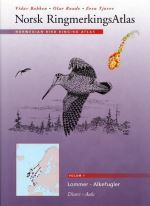 Vidar Bakken - Olav Runde - Even Tjørve
Norsk RingmerkingsAtlas
NORWEGIAN BIRD RINGING ATLAS
VOLUM 1
Lommer - Alkefugler
Divers - Auks